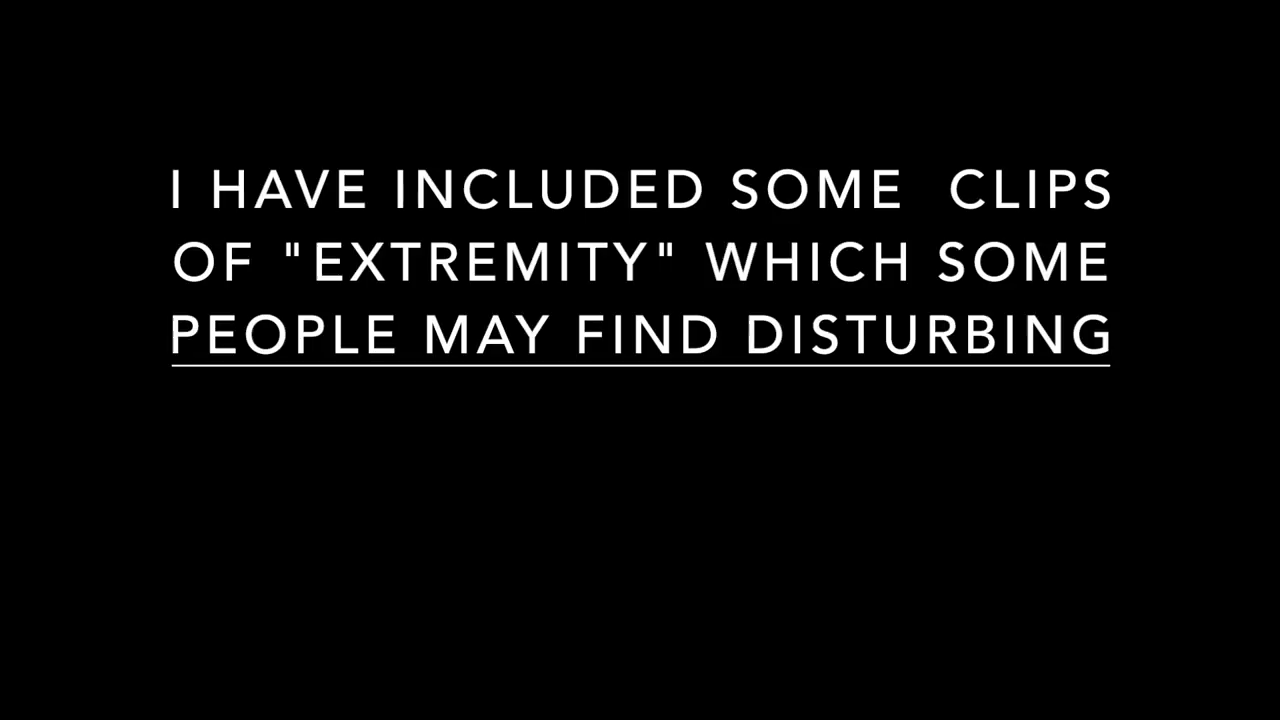 I HAVE INCLUDED SOME  CLIPS
OF "EXTREMITY" WHICH SOME
PEOPLE MAY FIND DISTURBING